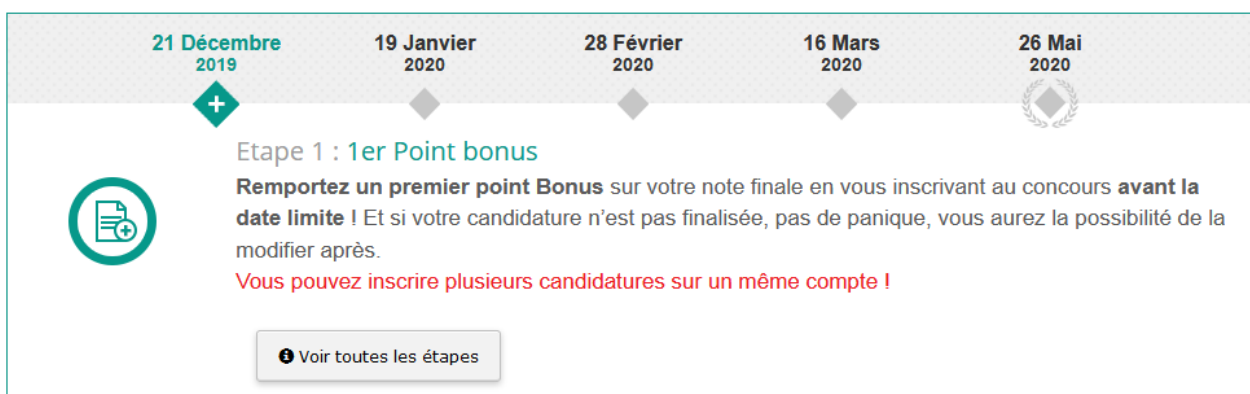 21 Décembre
2019
19 Janvier
2020
28 Février
2020
16 Mars
2020
26 Mai
2020
Etape 1 : 1er Point bonus
Remportez un premier point Bonus sur votre note finale en vous inscrivant au concours avant la
date limite ! Et si votre candidature n’est pas finalisée, pas de panique, vous aurez la possibilité de la
modifier après.
Vous pouvez inscrire plusieurs candidatures sur un même compte !
Voir toutes les étapes